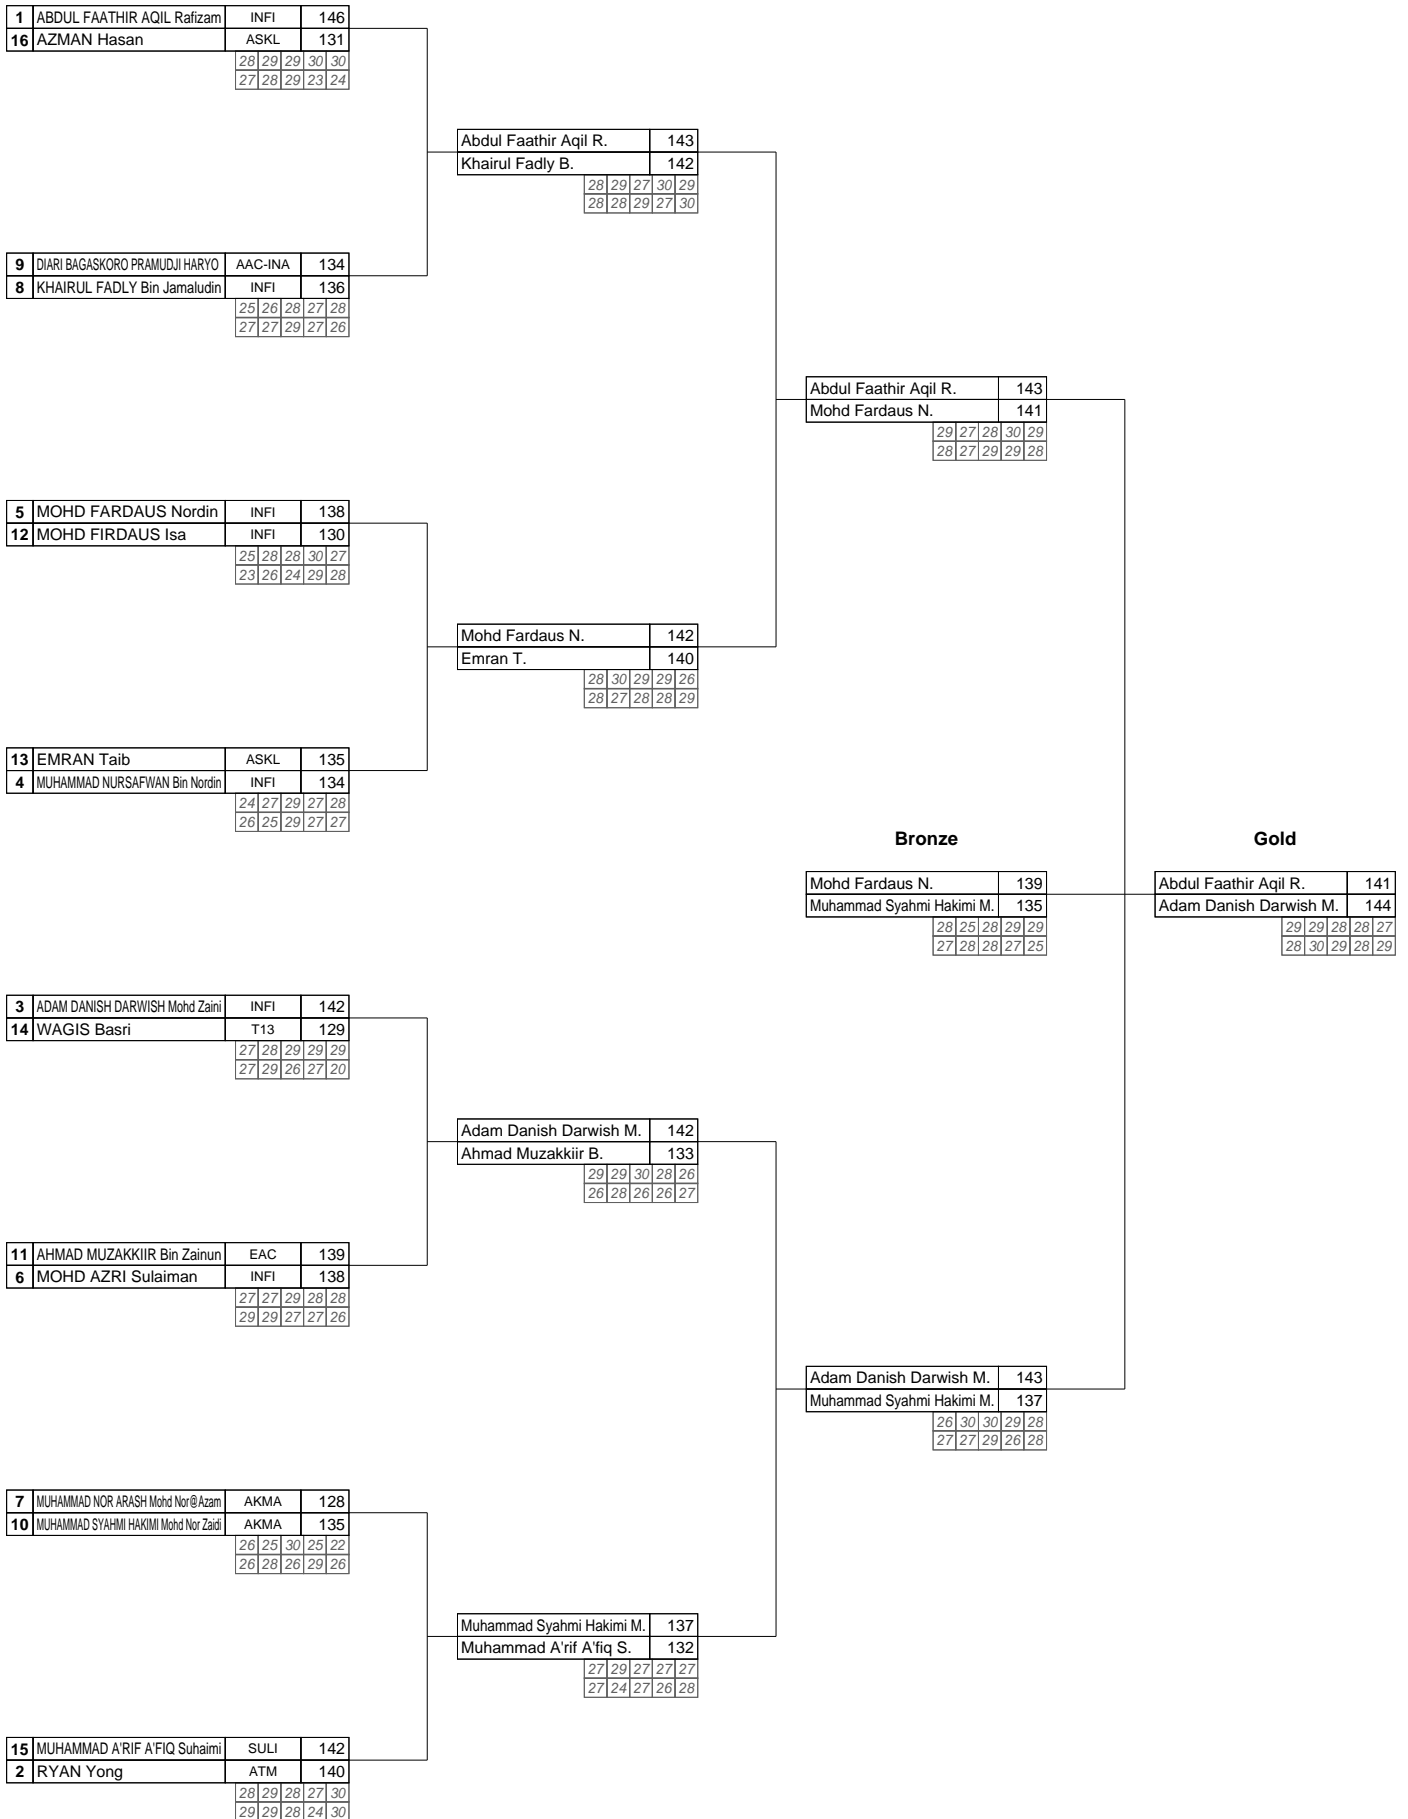 1 ABDUL FAATHIR AQIL Rafizam INFI 146
16 AZMAN Hasan ASKL 131
28 29 29 30 30
27 28 29 23 24
Abdul Faathir Aqil R. 143
Khairul Fadly B. 142
28 29 27 30 29
28 28 29 27 30
9 DIARI BAGASKORO PRAMUDJI HARYO AAC-INA 134
8 KHAIRUL FADLY Bin Jamaludin INFI 136
25 26 28 27 28
27 27 29 27 26
Abdul Faathir Aqil R. 143
Mohd Fardaus N. 141
29 27 28 30 29
28 27 29 29 28
5 MOHD FARDAUS Nordin INFI 138
12 MOHD FIRDAUS Isa INFI 130
25 28 28 30 27
23 26 24 29 28
Mohd Fardaus N. 142
Emran T. 140
28 30 29 29 26
28 27 28 28 29
13 EMRAN Taib ASKL 135
4 MUHAMMAD NURSAFWAN Bin Nordin INFI 134
24 27 29 27 28
26 25 29 27 27
Bronze
Mohd Fardaus N. 139
Muhammad Syahmi Hakimi M. 135
28 25 28 29 29
27 28 28 27 25
Gold
Abdul Faathir Aqil R. 141
Adam Danish Darwish M. 144
29 29 28 28 27
28 30 29 28 29
3 ADAM DANISH DARWISH Mohd Zaini INFI 142
14 WAGIS Basri T13 129
27 28 29 29 29
27 29 26 27 20
Adam Danish Darwish M. 142
Ahmad Muzakkiir B. 133
29 29 30 28 26
26 28 26 26 27
11 AHMAD MUZAKKIIR Bin Zainun EAC 139
6 MOHD AZRI Sulaiman INFI 138
27 27 29 28 28
29 29 27 27 26
Adam Danish Darwish M. 143
Muhammad Syahmi Hakimi M. 137
26 30 30 29 28
27 27 29 26 28
7 MUHAMMAD NOR ARASH Mohd Nor@Azam AKMA 128
10 MUHAMMAD SYAHMI HAKIMI Mohd Nor Zaidi AKMA 135
26 25 30 25 22
26 28 26 29 26
Muhammad Syahmi Hakimi M. 137
Muhammad A'rif A'fiq S. 132
27 29 27 27 27
27 24 27 26 28
15 MUHAMMAD A'RIF A'FIQ Suhaimi SULI 142
2 RYAN Yong ATM 140
28 29 28 27 30
29 29 28 24 30